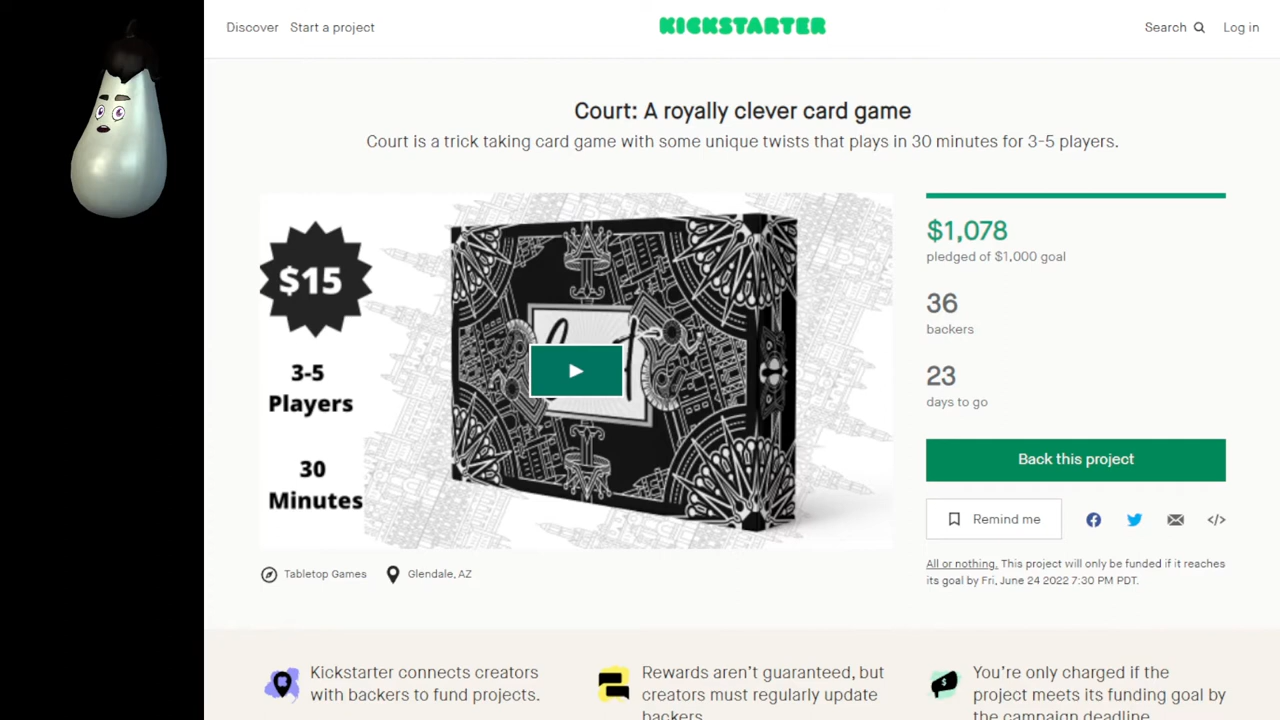 Discover Start a project
KICKSTARTER
Search
Log in
Court: A royally clever card game
Court is a trick taking card game with some unique twists that plays in 30 minutes for 3-5 players.
$15
3-5
Players
30
Minutes
$1,078
pledged of $1,000 goal
36
backers
23
days to go
Back this project
Remind me
All or nothing. This project will only be funded if it reaches
its goal by Fri, June 24 2022 7:30 PM PDT.
Tabletop Games
Glendale, AZ
Kickstarter connects creators
with backers to fund projects.
Rewards aren't guaranteed, but
creators must regularly update
backers.
You're only charged if the
project meets its funding goal by
the campaign deadline.